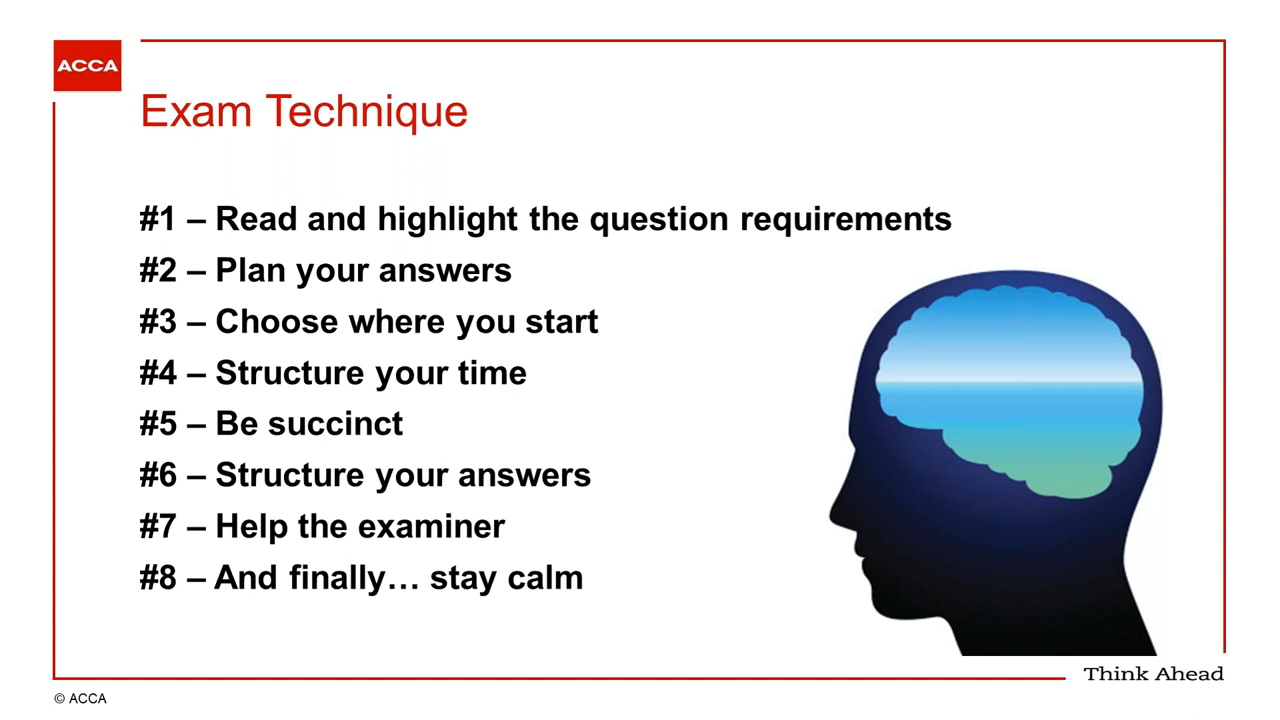 ACCA
Exam Technique
#1 – Read and highlight the question requirements
#2 – Plan your answers
#3 – Choose where you start
#4 – Structure your time
#5 – Be succinct
#6 – Structure your answers
#7 – Help the examiner
#8 – And finally… stay calm
Think Ahead
© ACCA